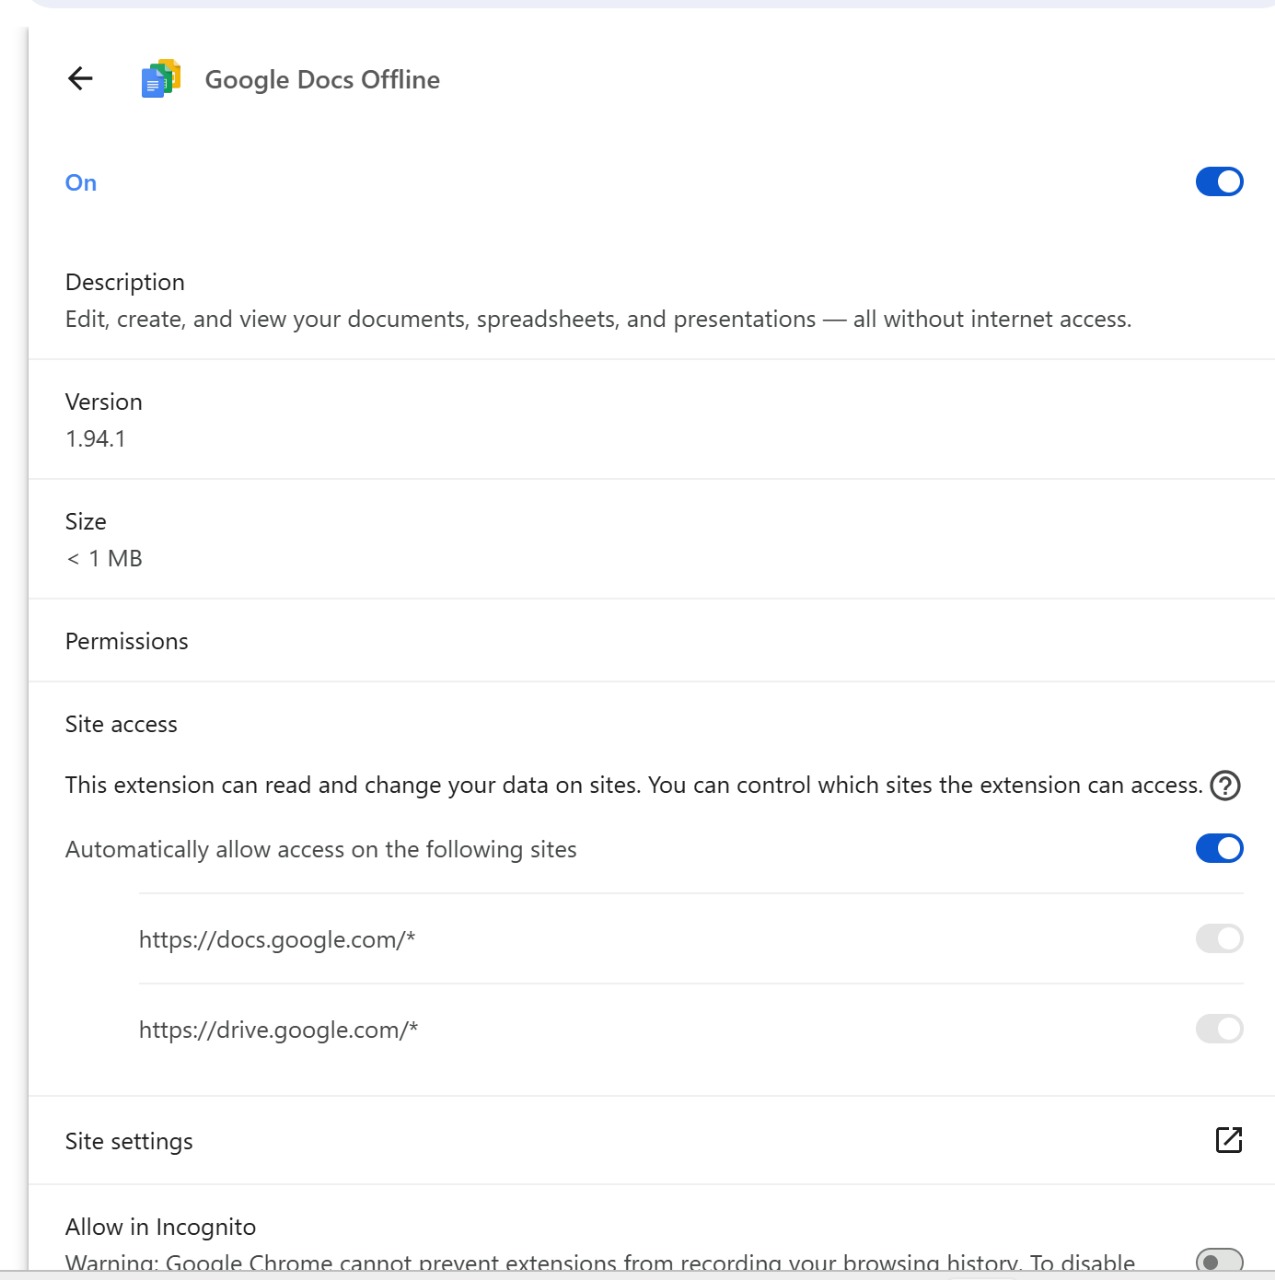 Google Docs Offline
On
Description
Edit, create, and view your documents, spreadsheets, and presentations — all without internet access.
Version
1.94.1
Size
< 1 MB
Permissions
Site access
This extension can read and change your data on sites. You can control which sites the extension can access.
Automatically allow access on the following sites
https://docs.google.com/*
https://drive.google.com/*
Site settings
Allow in Incognito
Warning: Google Chrome cannot prevent extensions from recording your browsing history. To disable